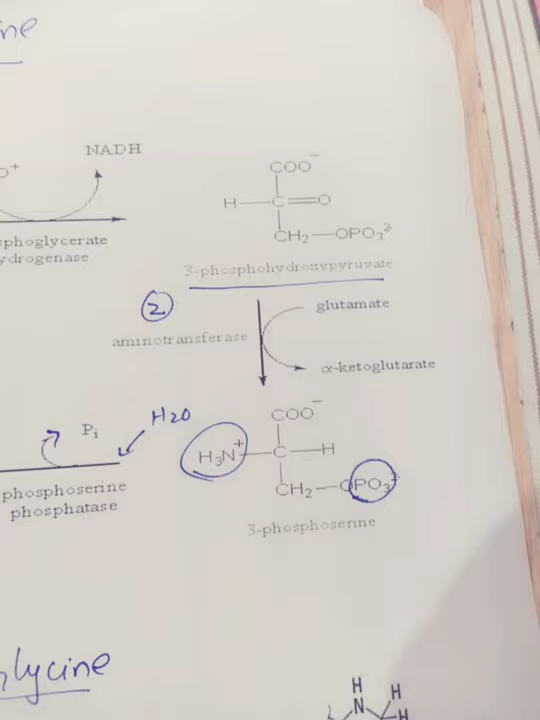 ine
NADH
COO⁻
H—C=O
CH₂—OPO₃²⁻
phoglycerate
ydrogenase
3-phosphohydroxypyruvate
2
glutamate
aminotransferase
α-ketoglutarate
COO⁻
H₂O
Pi
H₃N⁺—C—H
CH₂—OPO₃²⁻
phosphoserine
phosphatase
3-phosphoserine
lycine
H
H
N
H